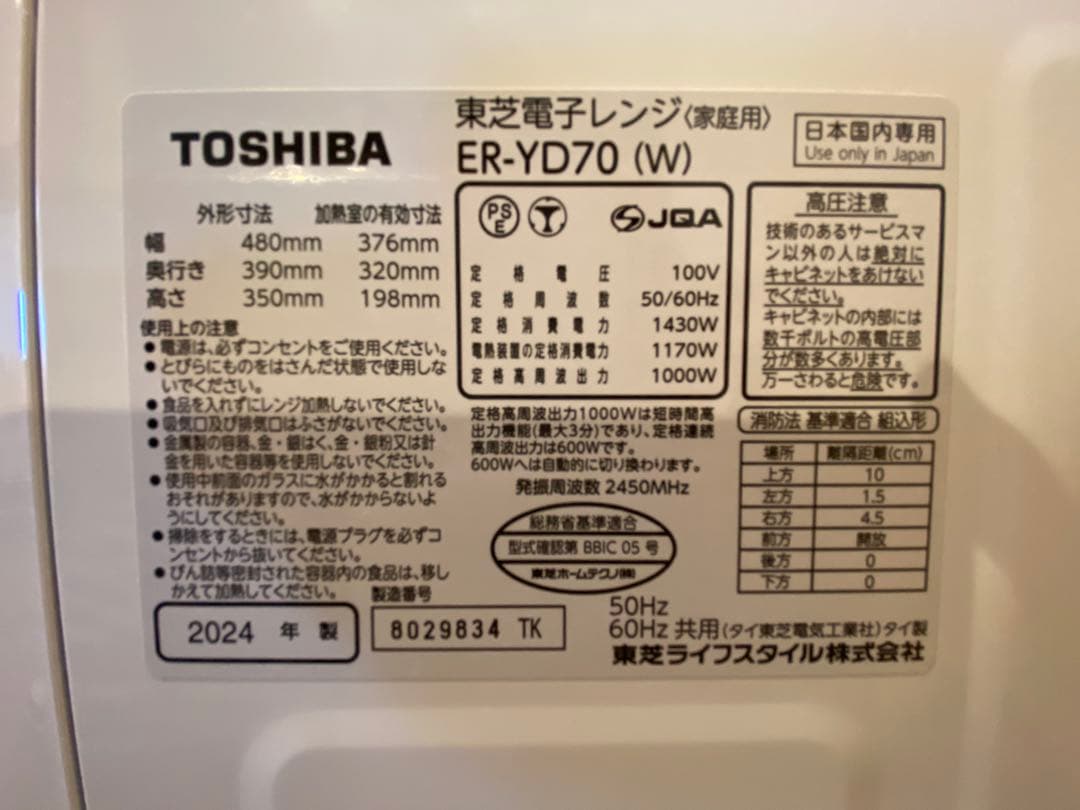 TOSHIBA
東芝電子レンジ〈家庭用〉
ER-YD70 (W)
日本国内専用
Use only in Japan
外形寸法 加熱室の有効寸法
幅 480mm 376mm
奥行き 390mm 320mm
高さ 350mm 198mm
使用上の注意
●電源は、必ずコンセントをご使用ください。
●とびらにものをはさんだ状態で使用しな
いでください。
●食品を入れずにレンジ加熱しないでください。
●吸気口及び排気口はふさがないでください。
●金属製の容器、金・銀はく、金・銀粉又は針
金を用いた容器等を使用しないでください。
●使用中前面のガラスに水がかかると割れる
おそれがありますので、水がかからないよ
うにしてください。
●掃除をするときには、電源プラグを必ずコ
ンセントから抜いてください。
●びん詰等密封された容器内の食品は、移し
かえて加熱してください。
2024 年 製
製造番号
8029834 TK
PSE JQA
定格電圧 100V
定格周波数 50/60Hz
定格消費電力 1430W
電熱装置の定格消費電力 1170W
定格高周波出力 1000W
定格高周波出力1000Wは短時間高
出力機能(最大3分)であり、定格連続
高周波出力は600Wです。
600Wへは自動的に切り換わります。
発振周波数 2450MHz
総務省基準適合
型式確認第 BBIC 05 号
東芝ホームテクノ(株)
高圧注意
技術のあるサービスマ
ン以外の人は絶対に
キャビネットをあけない
でください。
キャビネットの内部には
数千ボルトの高電圧部
分が数多くあります。
万一さわると危険です。
消防法 基準適合 組込形
場所 離隔距離(cm)
上方 10
左方 1.5
右方 4.5
前方 開放
後方 0
下方 0
50Hz
60Hz 共用(タイ東芝電気工業社)タイ製
東芝ライフスタイル株式会社